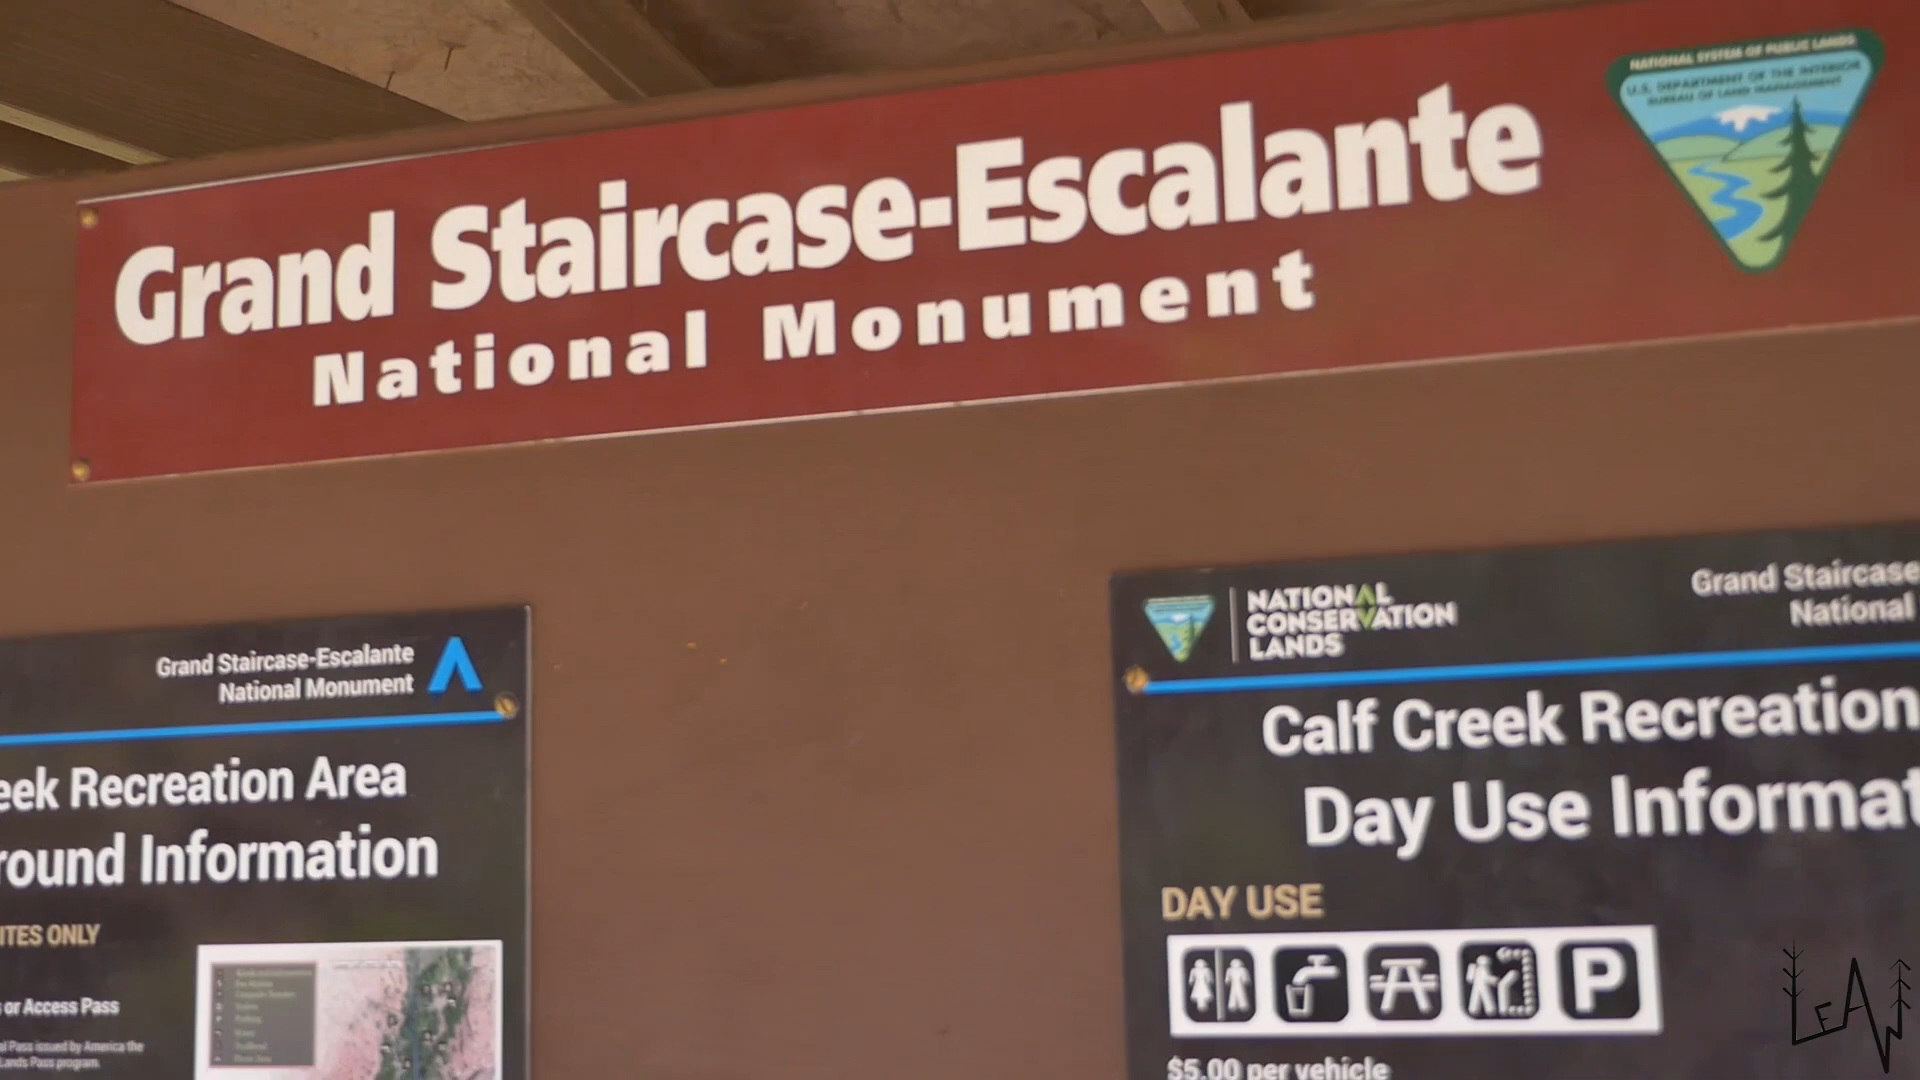 Grand Staircase-Escalante
National Monument
NATIONAL SYSTEM OF PUBLIC LANDS
U.S. DEPARTMENT OF THE INTERIOR
BUREAU OF LAND MANAGEMENT
Grand Staircase-Escalante
National Monument
eek Recreation Area
round Information
ITES ONLY
or Access Pass
al Pass issued by America the
Lands Pass program.
NATIONAL
CONSERVATION
LANDS
Grand Staircase
National
Calf Creek Recreation
Day Use Informat
DAY USE
P
$5.00 per vehicle
LEAN